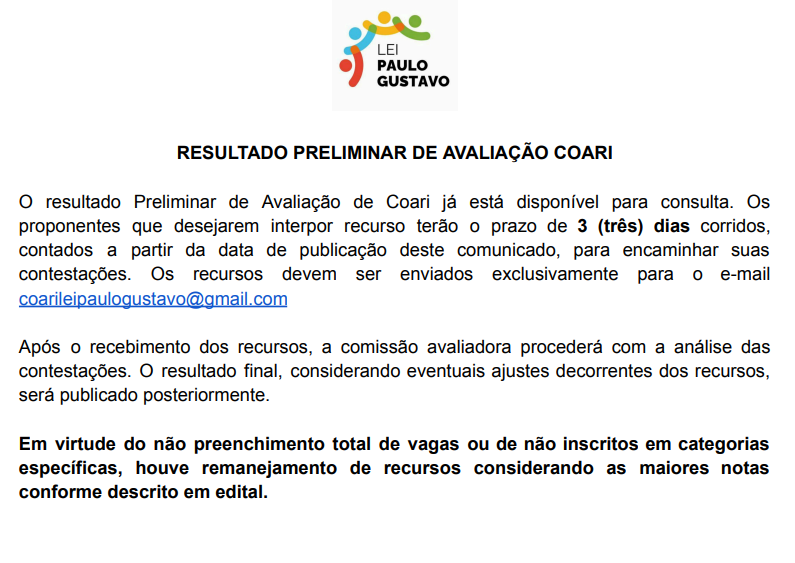 LEI
PAULO
GUSTAVO
RESULTADO PRELIMINAR DE AVALIAÇÃO COARI
O resultado Preliminar de Avaliação de Coari já está disponível para consulta. Os
proponentes que desejarem interpor recurso terão o prazo de 3 (três) dias corridos,
contados a partir da data de publicação deste comunicado, para encaminhar suas
contestações. Os recursos devem ser enviados exclusivamente para o e-mail
coarileipaulogustavo@gmail.com
Após o recebimento dos recursos, a comissão avaliadora procederá com a análise das
contestações. O resultado final, considerando eventuais ajustes decorrentes dos recursos,
será publicado posteriormente.
Em virtude do não preenchimento total de vagas ou de não inscritos em categorias
específicas, houve remanejamento de recursos considerando as maiores notas
conforme descrito em edital.